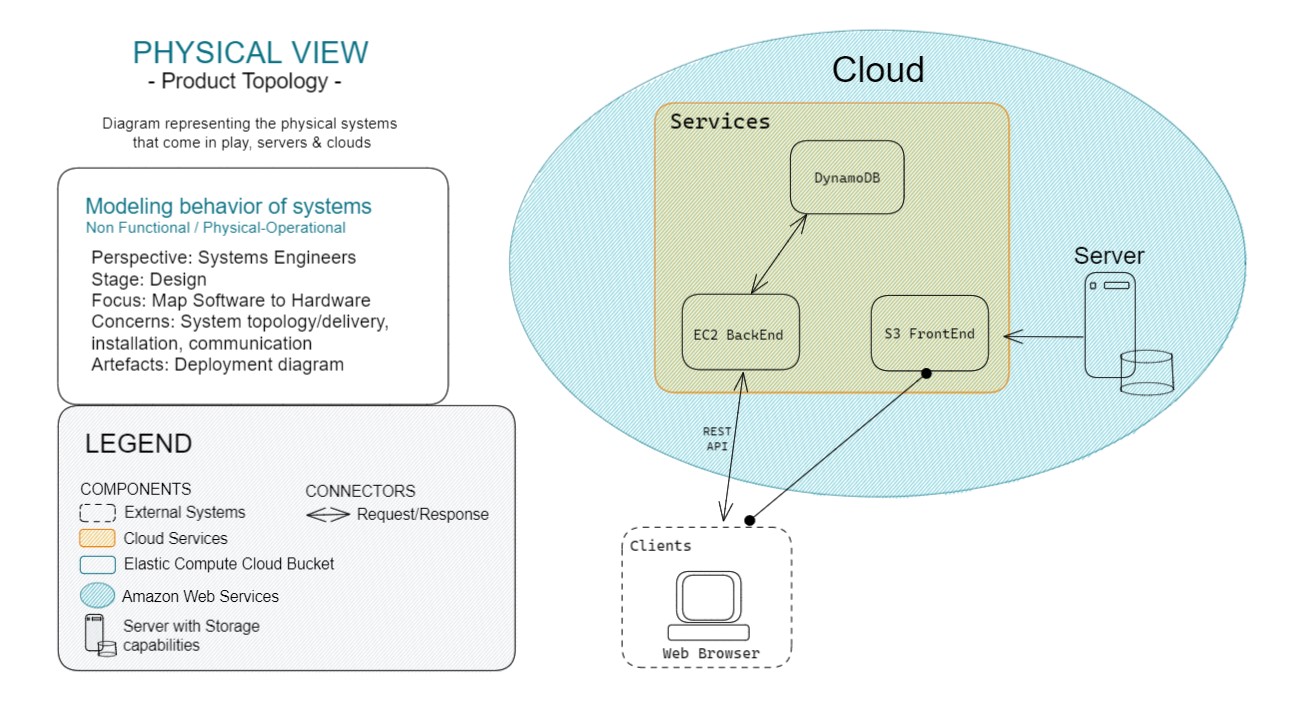 PHYSICAL VIEW
- Product Topology -
Diagram representing the physical systems
that come in play, servers & clouds
Modeling behavior of systems
Non Functional / Physical-Operational
Perspective: Systems Engineers
Stage: Design
Focus: Map Software to Hardware
Concerns: System topology/delivery,
installation, communication
Artefacts: Deployment diagram
LEGEND
COMPONENTS
External Systems
Cloud Services
Elastic Compute Cloud Bucket
Amazon Web Services
Server with Storage
capabilities
CONNECTORS
Request/Response
Cloud
Services
DynamoDB
EC2 BackEnd
S3 FrontEnd
Server
REST
API
Clients
Web Browser